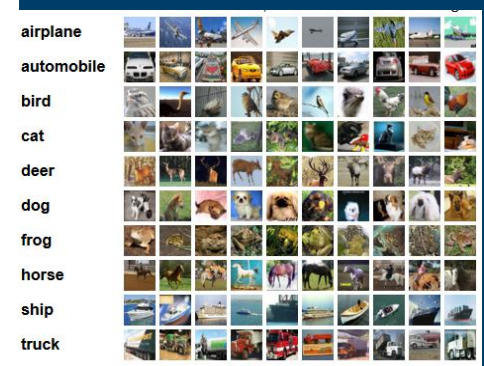 airplane
automobile
bird
cat
deer
dog
frog
horse
ship
truck